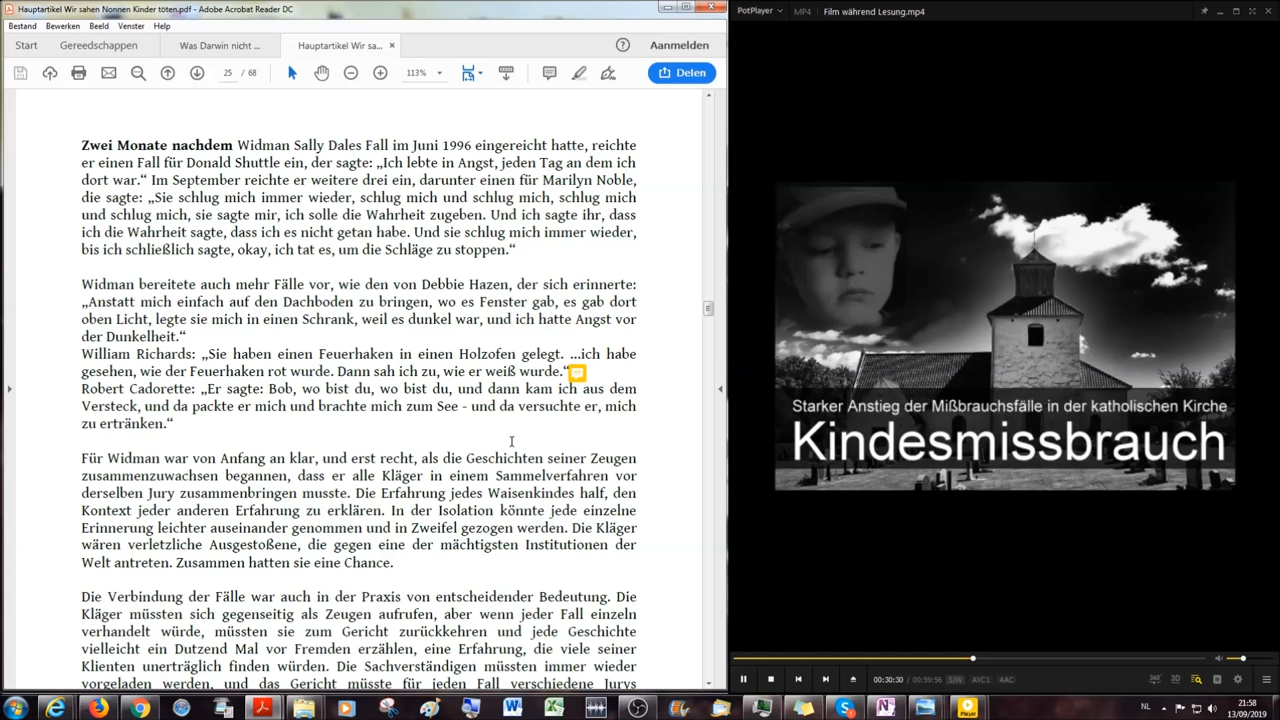 Hauptartikel Wir sahen Nonnen Kinder töten.pdf - Adobe Acrobat Reader DC
Bestand Bewerken Beeld Venster Help
Start Gereedschappen Was Darwin nicht ... Hauptartikel Wir sa... × Aanmelden
25 / 68 113% Delen
Zwei Monate nachdem Widman Sally Dales Fall im Juni 1996 eingereicht hatte, reichte
er einen Fall für Donald Shuttle ein, der sagte: „Ich lebte in Angst, jeden Tag an dem ich
dort war.“ Im September reichte er weitere drei ein, darunter einen für Marilyn Noble,
die sagte: „Sie schlug mich immer wieder, schlug mich und schlug mich, schlug mich
und schlug mich, sie sagte mir, ich solle die Wahrheit zugeben. Und ich sagte ihr, dass
ich die Wahrheit sagte, dass ich es nicht getan habe. Und sie schlug mich immer wieder,
bis ich schließlich sagte, okay, ich tat es, um die Schläge zu stoppen.“
Widman bereitete auch mehr Fälle vor, wie den von Debbie Hazen, der sich erinnerte:
„Anstatt mich einfach auf den Dachboden zu bringen, wo es Fenster gab, es gab dort
oben Licht, legte sie mich in einen Schrank, weil es dunkel war, und ich hatte Angst vor
der Dunkelheit.“
William Richards: „Sie haben einen Feuerhaken in einen Holzofen gelegt. ...ich habe
gesehen, wie der Feuerhaken rot wurde. Dann sah ich zu, wie er weiß wurde.“
Robert Cadorette: „Er sagte: Bob, wo bist du, wo bist du, und dann kam ich aus dem
Versteck, und da packte er mich und brachte mich zum See - und da versuchte er, mich
zu ertränken.“
Für Widman war von Anfang an klar, und erst recht, als die Geschichten seiner Zeugen
zusammenzuwachsen begannen, dass er alle Kläger in einem Sammelverfahren vor
derselben Jury zusammenbringen musste. Die Erfahrung jedes Waisenkindes half, den
Kontext jeder anderen Erfahrung zu erklären. In der Isolation könnte jede einzelne
Erinnerung leichter auseinander genommen und in Zweifel gezogen werden. Die Kläger
wären verletzliche Ausgestoßene, die gegen eine der mächtigsten Institutionen der
Welt antreten. Zusammen hatten sie eine Chance.
Die Verbindung der Fälle war auch in der Praxis von entscheidender Bedeutung. Die
Kläger müssten sich gegenseitig als Zeugen aufrufen, aber wenn jeder Fall einzeln
verhandelt würde, müssten sie zum Gericht zurückkehren und jede Geschichte
vielleicht ein Dutzend Mal vor Fremden erzählen, eine Erfahrung, die viele seiner
Klienten unerträglich finden würden. Die Sachverständigen müssten immer wieder
vorgeladen werden, und das Gericht müsste für jeden Fall verschiedene Jurys
PotPlayer MP4 Film während Lesung.mp4
Starker Anstieg der Mißbrauchsfälle in der katholischen Kirche
Kindesmissbrauch
00:30:30 / 00:59:56 S/W AVC1 AAC 360° 3D
NL 21:58
13/09/2019